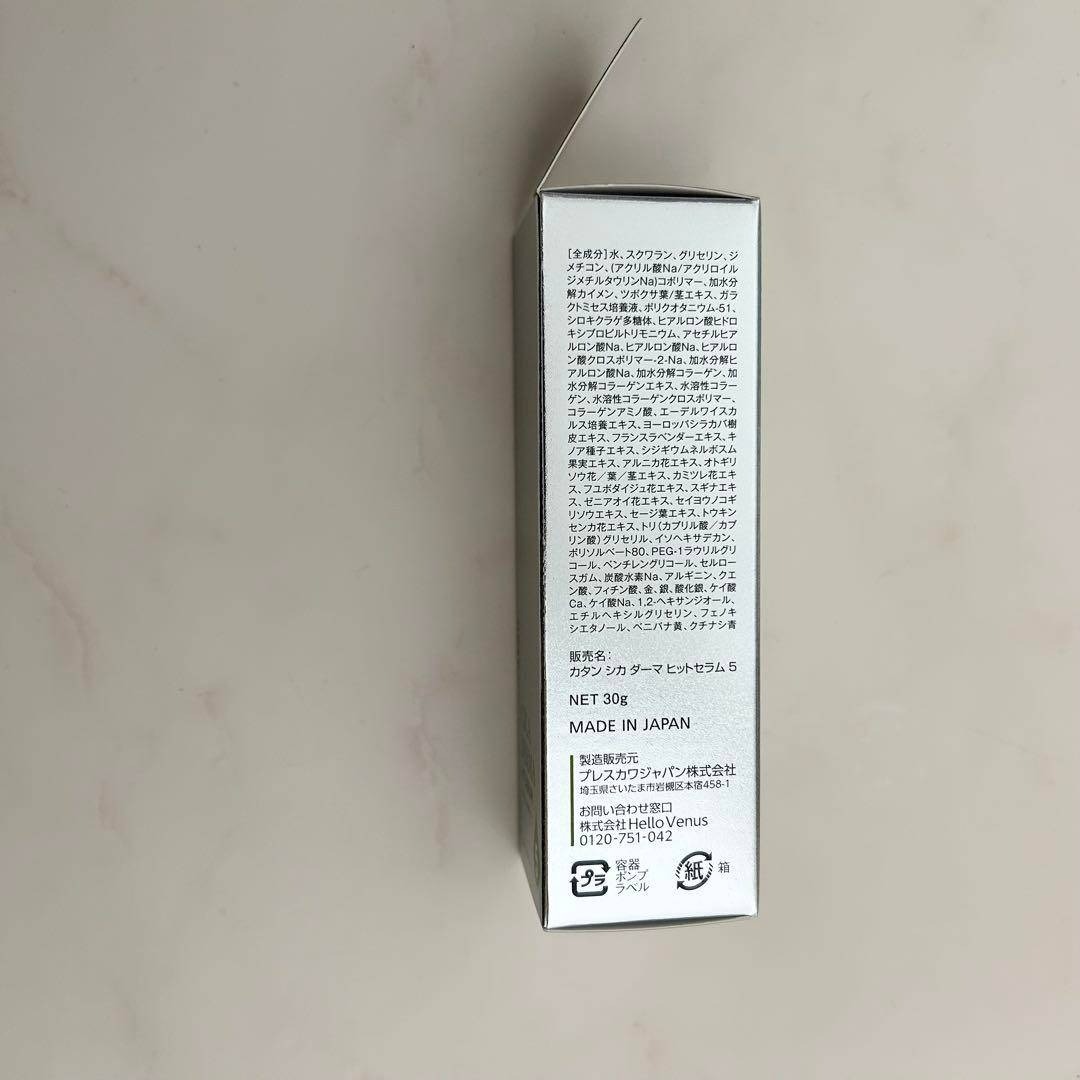 [全成分]水、スクワラン、グリセリン、ジ
メチコン、(アクリル酸Na/アクリロイル
ジメチルタウリンNa)コポリマー、加水分
解カイメン、ツボクサ葉/茎エキス、ガラ
クトミセス培養液、ポリクオタニウム-51、
シロキクラゲ多糖体、ヒアルロン酸ヒドロ
キシプロピルトリモニウム、アセチルヒア
ルロン酸Na、ヒアルロン酸Na、ヒアルロ
ン酸クロスポリマー-2-Na、加水分解ヒ
アルロン酸Na、加水分解コラーゲン、加
水分解コラーゲンエキス、水溶性コラー
ゲン、水溶性コラーゲンクロスポリマー、
コラーゲンアミノ酸、エーデルワイスカ
ルス培養エキス、ヨーロッパシラカバ樹
皮エキス、フランスラベンダーエキス、キ
ノア種子エキス、シジギウムネルボスム
果実エキス、アルニカ花エキス、オトギリ
ソウ花/葉/茎エキス、カミツレ花エキ
ス、フユボダイジュ花エキス、スギナエキ
ス、ゼニアオイ花エキス、セイヨウノコギ
リソウエキス、セージ葉エキス、トウキン
センカ花エキス、トリ(カプリル酸/カプ
リン酸)グリセリル、イソヘキサデカン、
ポリソルベート80、PEG-1ラウリルグリ
コール、ペンチレングリコール、セルロー
スガム、炭酸水素Na、アルギニン、クエ
ン酸、フィチン酸、金、銀、酸化銀、ケイ酸
Ca、ケイ酸Na、1,2-ヘキサンジオール、
エチルヘキシルグリセリン、フェノキ
シエタノール、ベニバナ黄、クチナシ青
販売名:
カタン シカ ダーマ ヒットセラム 5
NET 30g
MADE IN JAPAN
製造販売元
プレスカワジャパン株式会社
埼玉県さいたま市岩槻区本宿458-1
お問い合わせ窓口
株式会社Hello Venus
0120-751-042
プラ
容器
ポンプ
ラベル
紙
箱